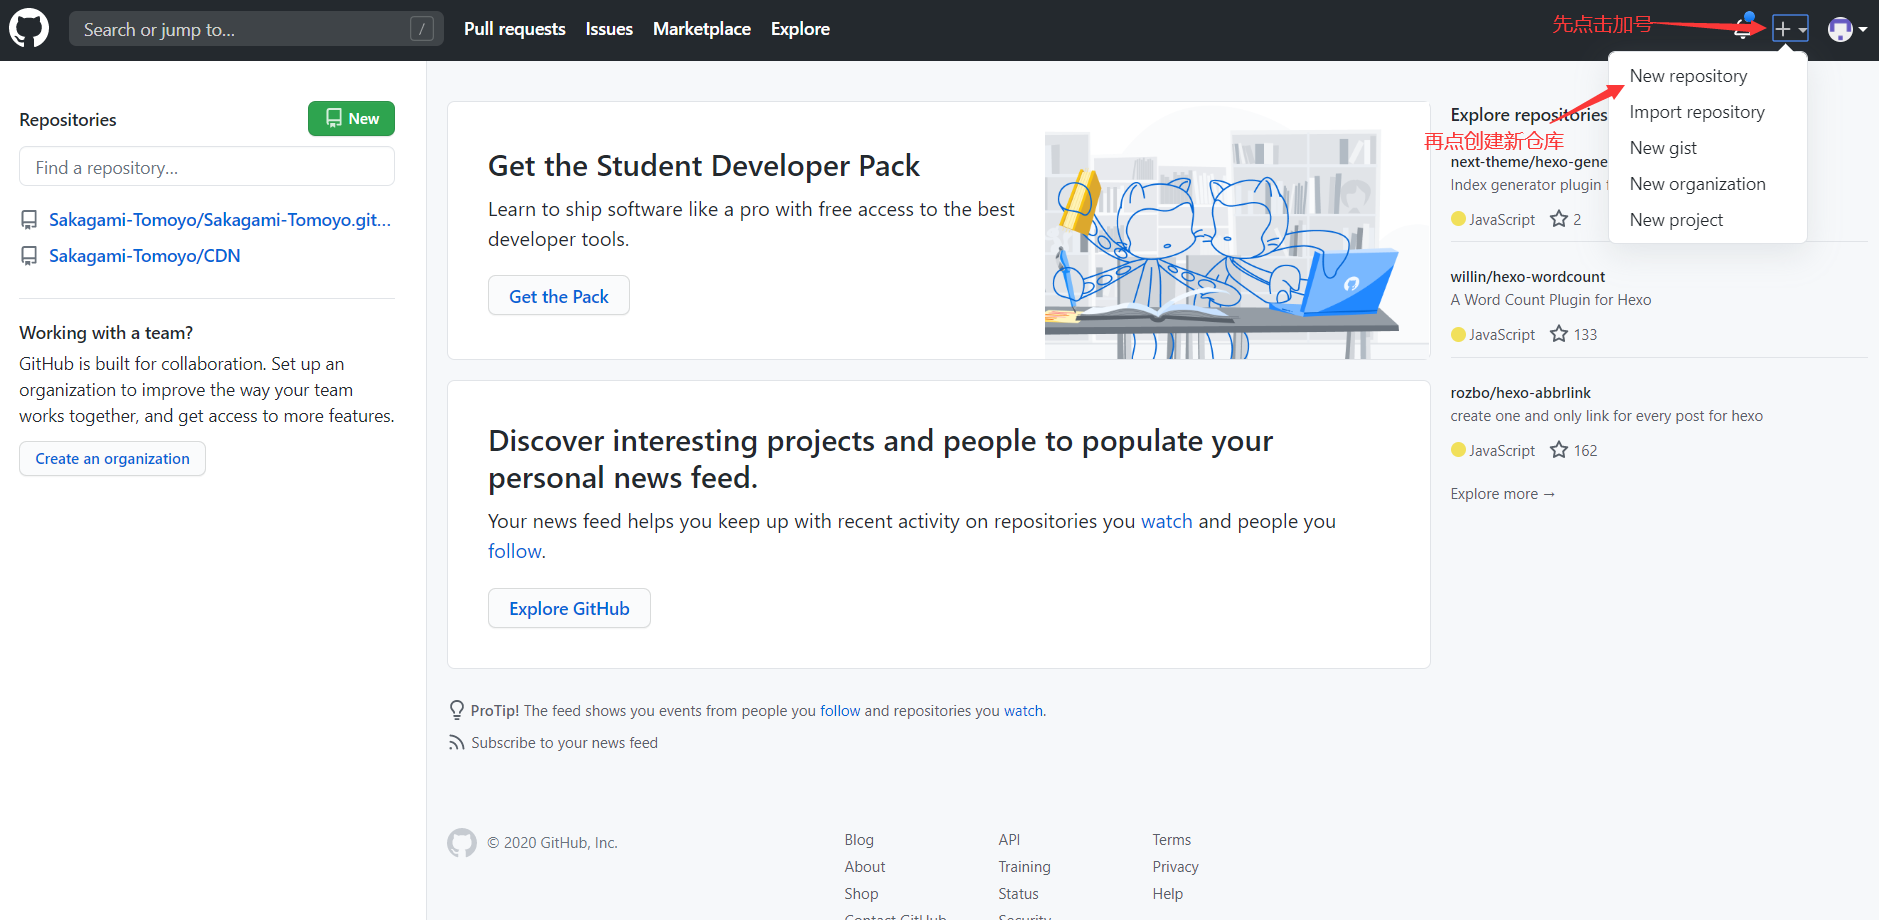 Search or jump to...
/
Pull requests
Issues
Marketplace
Explore
先点击加号
Repositories
New
Find a repository...
Sakagami-Tomoyo/Sakagami-Tomoyo.git...
Sakagami-Tomoyo/CDN
Working with a team?
GitHub is built for collaboration. Set up an
organization to improve the way your team
works together, and get access to more features.
Create an organization
Get the Student Developer Pack
Learn to ship software like a pro with free access to the best
developer tools.
Get the Pack
Discover interesting projects and people to populate your
personal news feed.
Your news feed helps you keep up with recent activity on repositories you watch and people you
follow.
Explore GitHub
ProTip! The feed shows you events from people you follow and repositories you watch.
Subscribe to your news feed
New repository
Import repository
New gist
New organization
New project
再点创建新仓库
Explore repositories
next-theme/hexo-gene
Index generator plugin
JavaScript
2
willin/hexo-wordcount
A Word Count Plugin for Hexo
JavaScript
133
rozbo/hexo-abbrlink
create one and only link for every post for hexo
JavaScript
162
Explore more →
© 2020 GitHub, Inc.
Blog
About
Shop
Contact GitHub
API
Training
Status
Security
Terms
Privacy
Help